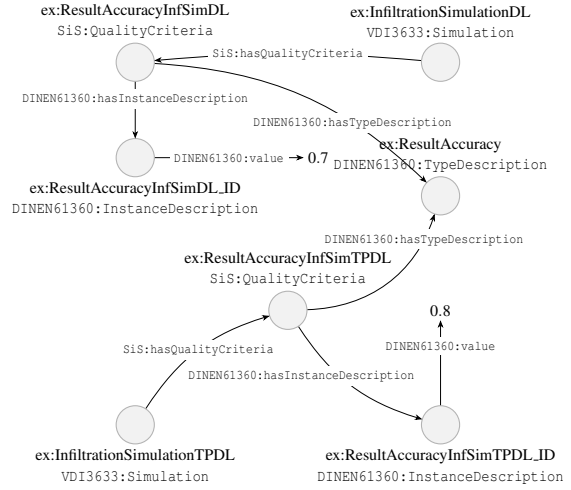 ex:ResultAccuracyInfSimDL
SiS:QualityCriteria
ex:InfiltrationSimulationDL
VDI3633:Simulation
SiS:hasQualityCriteria
DINEN61360:hasInstanceDescription
DINEN61360:hasTypeDescription
ex:ResultAccuracy
DINEN61360:TypeDescription
DINEN61360:value
0.7
ex:ResultAccuracyInfSimDL_ID
DINEN61360:InstanceDescription
DINEN61360:hasTypeDescription
ex:ResultAccuracyInfSimTPDL
SiS:QualityCriteria
0.8
SiS:hasQualityCriteria
DINEN61360:value
DINEN61360:hasInstanceDescription
ex:InfiltrationSimulationTPDL
VDI3633:Simulation
ex:ResultAccuracyInfSimTPDL_ID
DINEN61360:InstanceDescription